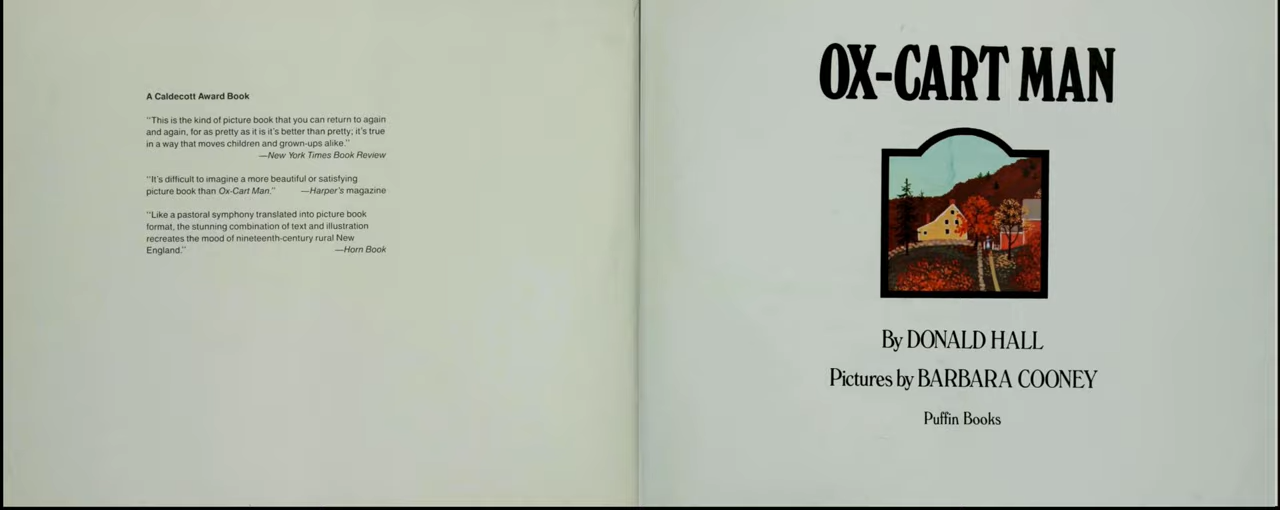 A Caldecott Award Book
"This is the kind of picture book that you can return to again
and again, for as pretty as it is it's better than pretty; it's true
in a way that moves children and grown-ups alike."
—New York Times Book Review
"It's difficult to imagine a more beautiful or satisfying
picture book than Ox-Cart Man." —Harper's magazine
"Like a pastoral symphony translated into picture book
format, the stunning combination of text and illustration
recreates the mood of nineteenth-century rural New
England." —Horn Book
OX-CART MAN
By DONALD HALL
Pictures by BARBARA COONEY
Puffin Books